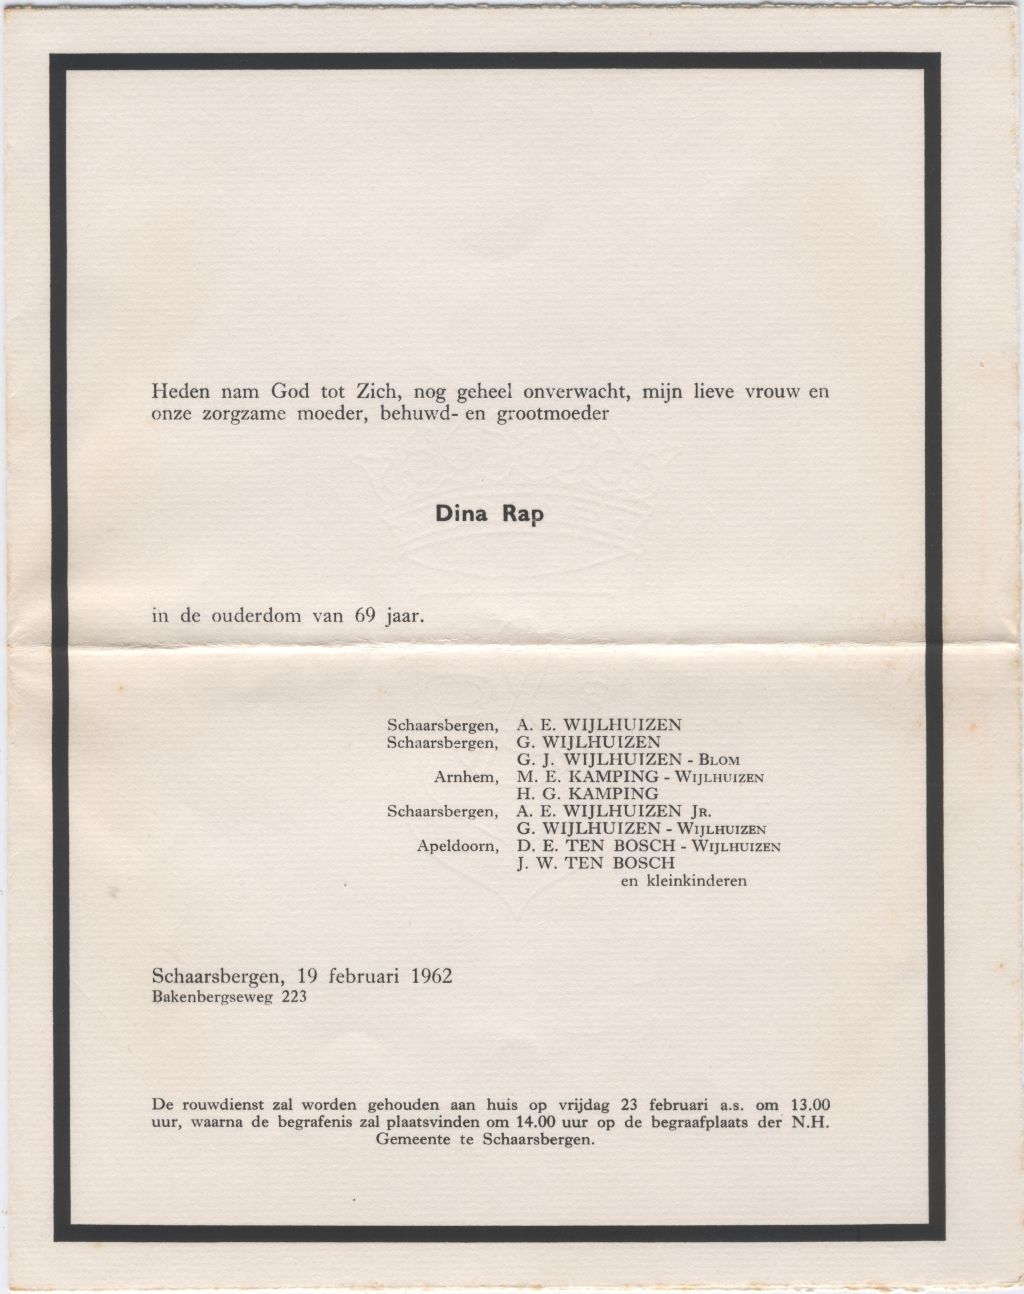 Heden nam God tot Zich, nog geheel onverwacht, mijn lieve vrouw en
onze zorgzame moeder, behuwd- en grootmoeder
Dina Rap
in de ouderdom van 69 jaar.
Schaarsbergen, A. E. WIJLHUIZEN
Schaarsbergen, G. WIJLHUIZEN
G. J. WIJLHUIZEN - BLOM
Arnhem, M. E. KAMPING - WIJLHUIZEN
H. G. KAMPING
Schaarsbergen, A. E. WIJLHUIZEN JR.
G. WIJLHUIZEN - WIJLHUIZEN
Apeldoorn, D. E. TEN BOSCH - WIJLHUIZEN
J. W. TEN BOSCH
en kleinkinderen
Schaarsbergen, 19 februari 1962
Bakenbergseweg 223
De rouwdienst zal worden gehouden aan huis op vrijdag 23 februari a.s. om 13.00
uur, waarna de begrafenis zal plaatsvinden om 14.00 uur op de begraafplaats der N.H.
Gemeente te Schaarsbergen.